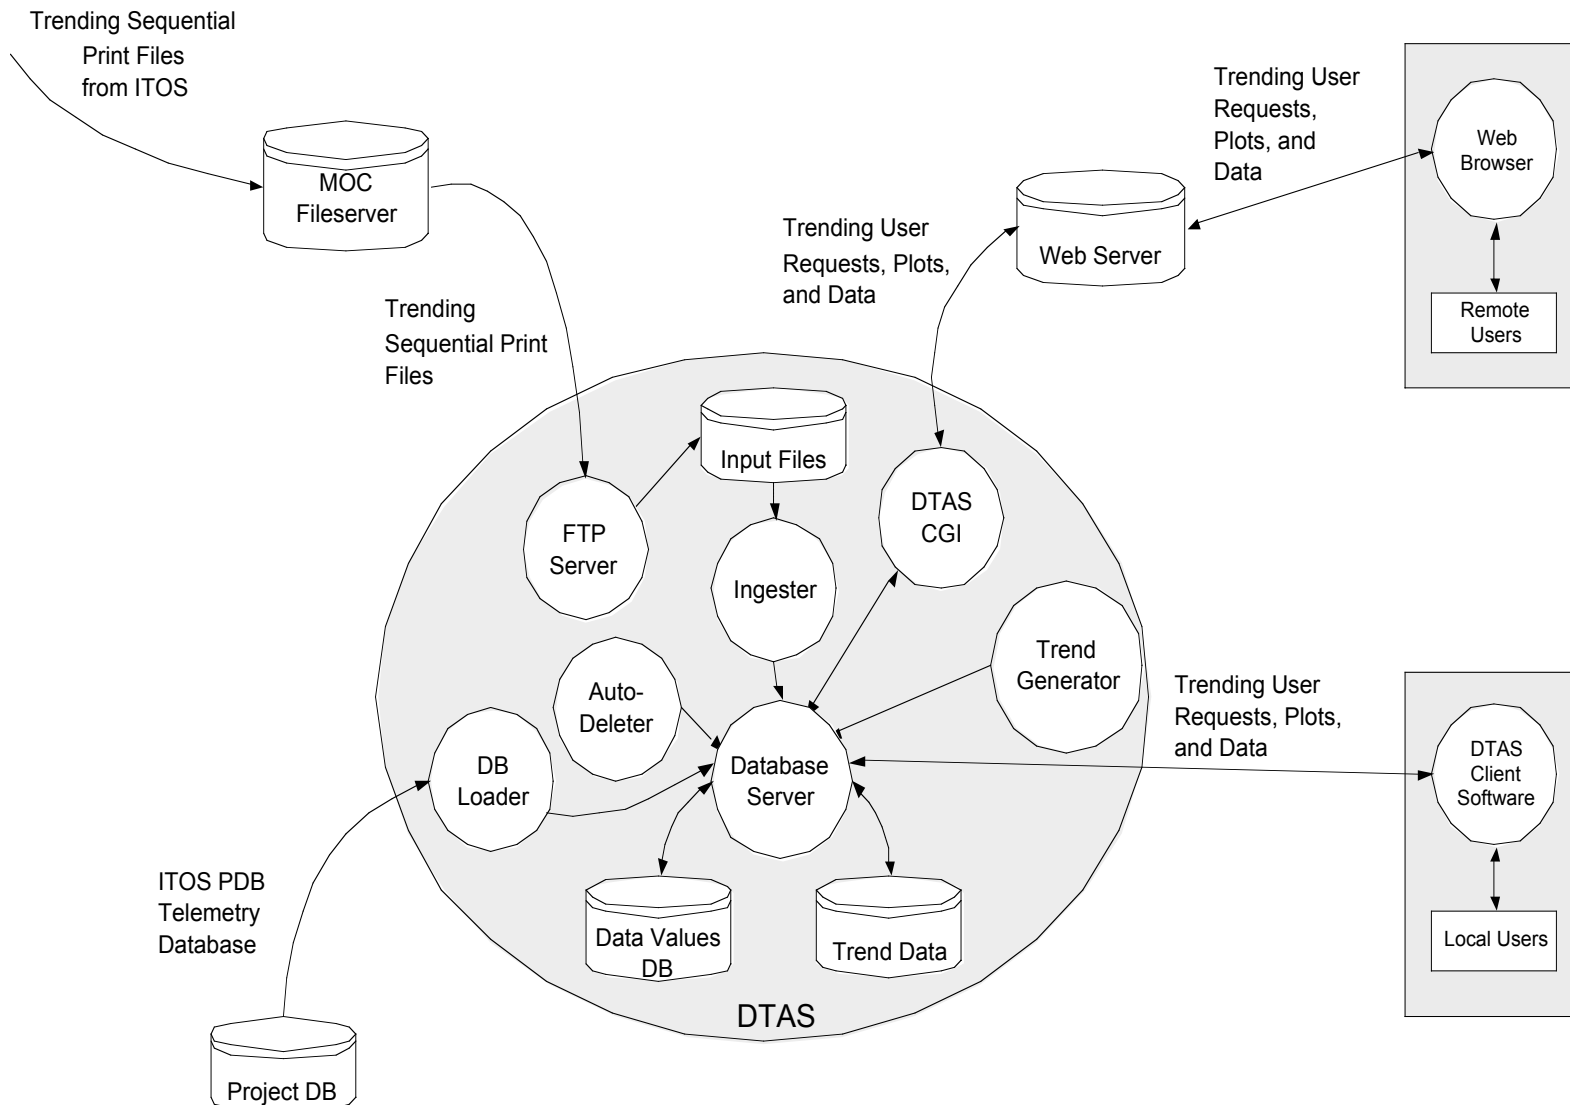 Trending Sequential
Print Files
from ITOS
MOC
Fileserver
Trending
Sequential Print
Files
Trending User
Requests, Plots,
and Data
Web Server
Trending User
Requests,
Plots, and
Data
Web
Browser
Remote
Users
Input Files
FTP
Server
DTAS
CGI
Ingester
Trend
Generator
Auto-
Deleter
DB
Loader
Database
Server
Trending User
Requests, Plots,
and Data
DTAS
Client
Software
Local Users
ITOS PDB
Telemetry
Database
Data Values
DB
Trend Data
DTAS
Project DB